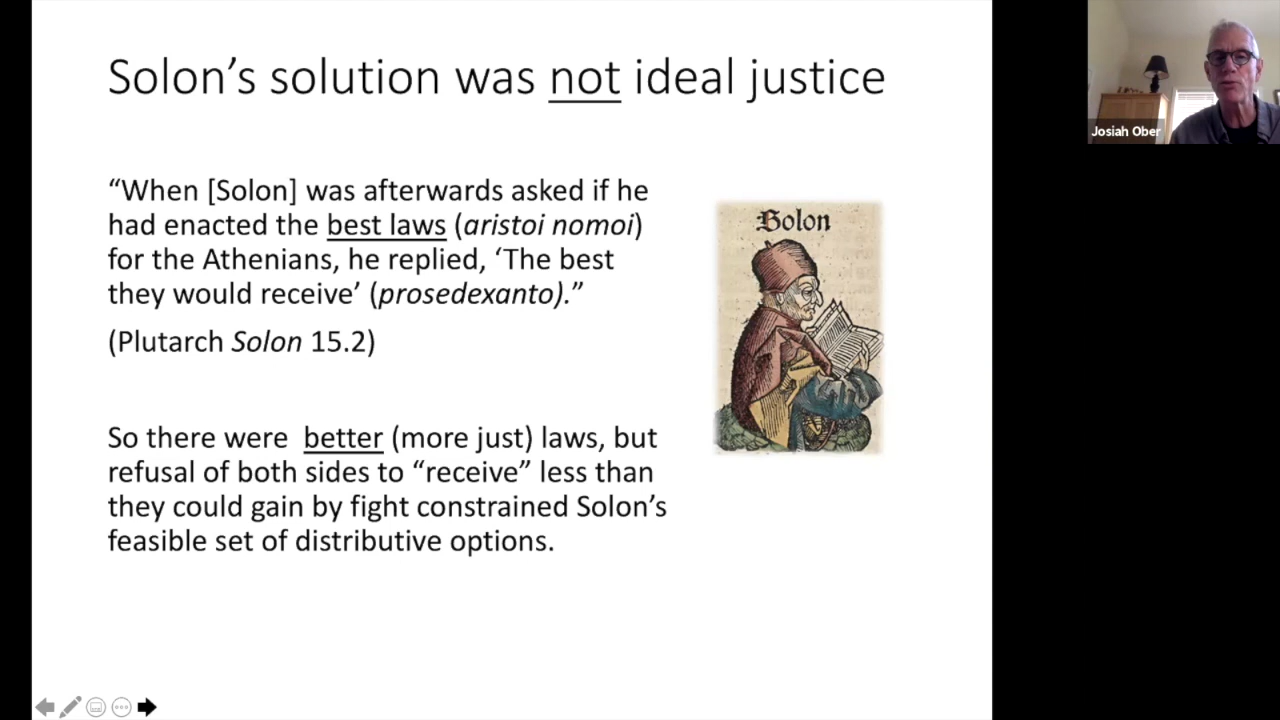 Solon’s solution was not ideal justice
“When [Solon] was afterwards asked if he
had enacted the best laws (aristoi nomoi)
for the Athenians, he replied, ‘The best
they would receive’ (prosedexanto).”
(Plutarch Solon 15.2)
So there were better (more just) laws, but
refusal of both sides to “receive” less than
they could gain by fight constrained Solon’s
feasible set of distributive options.
Solon
Josiah Ober